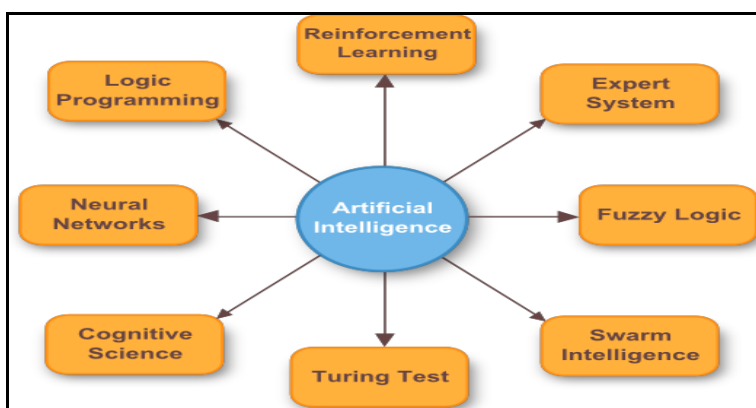 Reinforcement
Learning
Logic
Programming
Expert
System
Neural
Networks
Artificial
Intelligence
Fuzzy Logic
Cognitive
Science
Swarm
Intelligence
Turing Test